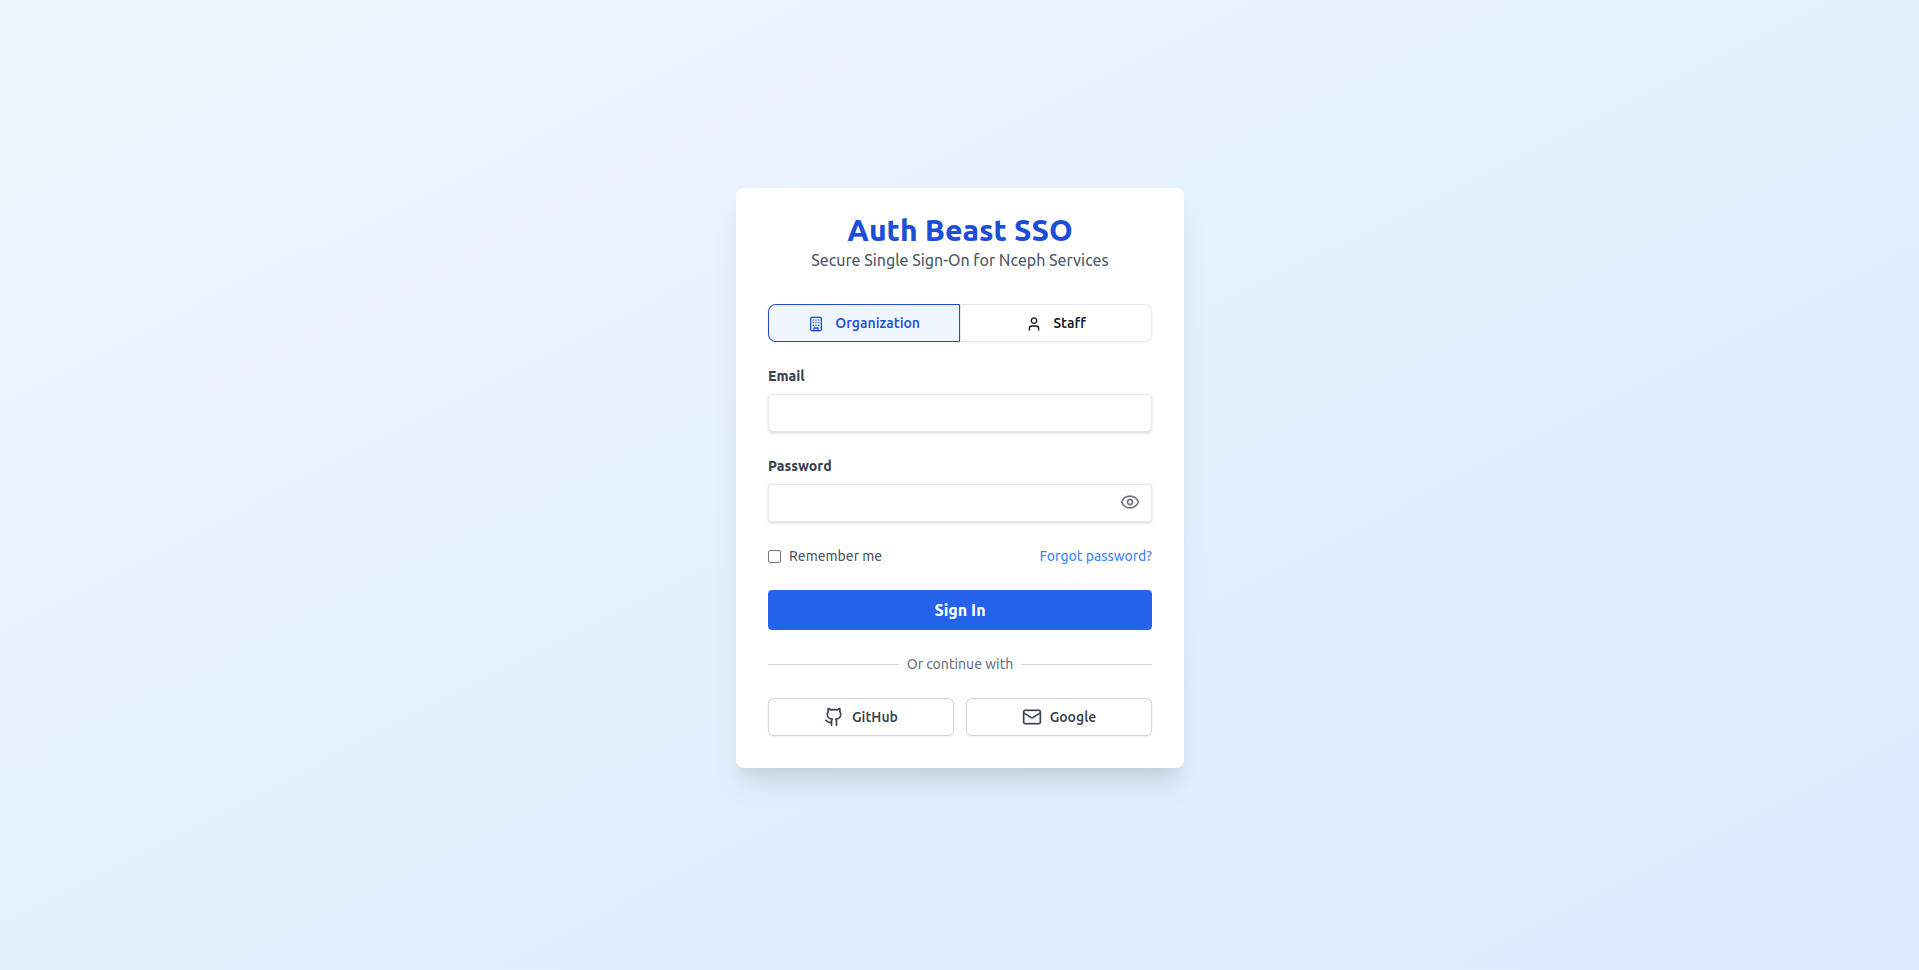 Auth Beast SSO
Secure Single Sign-On for Nceph Services
Organization Staff
Email
Password
Remember me Forgot password?
Sign In
Or continue with
GitHub Google